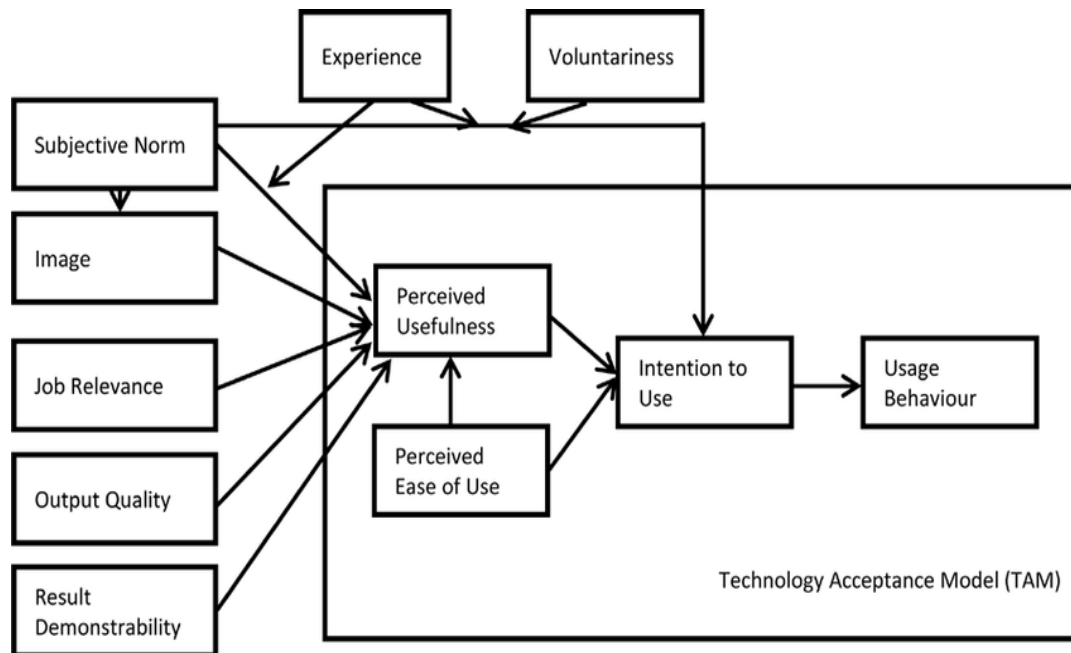 Experience
Voluntariness
Subjective Norm
Image
Job Relevance
Output Quality
Result
Demonstrability
Perceived
Usefulness
Perceived
Ease of Use
Intention to
Use
Usage
Behaviour
Technology Acceptance Model (TAM)